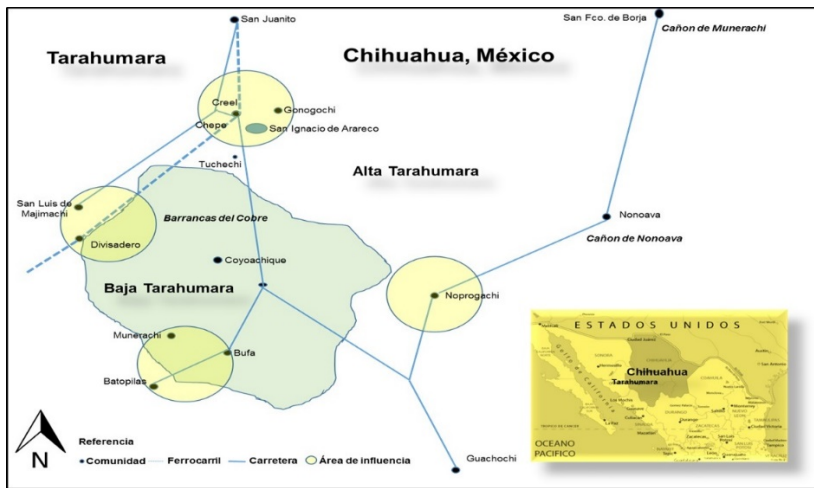 San Juanito
San Fco. de Borja
Cañon de Munerachi
Tarahumara
Chihuahua, México
Creel
Gonogochi
Chepe
San Ignacio de Arareco
Tuchechi
Alta Tarahumara
San Luis de
Majimachi
Barrancas del Cobre
Nonoava
Cañon de Nonoava
Divisadero
Coyoachique
Baja Tarahumara
Noprogachi
Munerachi
Bufa
Batopilas
Guachochi
N
Referencia
Comunidad
Ferrocarril
Carretera
Área de influencia
ESTADOS UNIDOS
Chihuahua
Tarahumara
OCEANO
PACIFICO